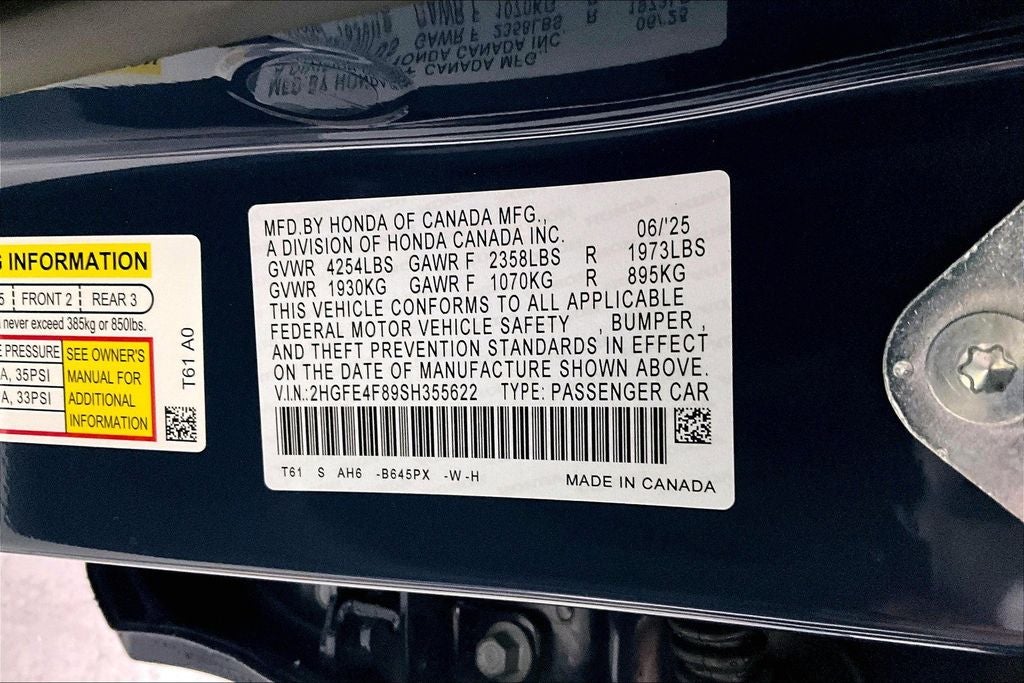 MFD.BY HONDA OF CANADA MFG.,
A DIVISION OF HONDA CANADA INC. 06/'25
GVWR 4254LBS GAWR F 2358LBS R 1973LBS
GVWR 1930KG GAWR F 1070KG R 895KG
THIS VEHICLE CONFORMS TO ALL APPLICABLE
FEDERAL MOTOR VEHICLE SAFETY , BUMPER ,
AND THEFT PREVENTION STANDARDS IN EFFECT
ON THE DATE OF MANUFACTURE SHOWN ABOVE.
V.I.N.:2HGFE4F89SH355622 TYPE: PASSENGER CAR
T61 S AH6 -B645PX -W-H
MADE IN CANADA
INFORMATION
5 FRONT 2 REAR 3
never exceed 385kg or 850lbs.
PRESSURE
A, 35PSI
A, 33PSI
SEE OWNER'S
MANUAL FOR
ADDITIONAL
INFORMATION
T61 A0